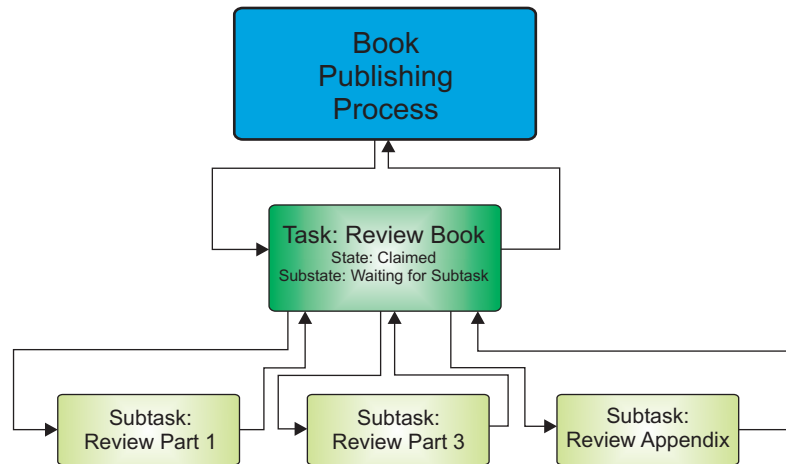 Book
Publishing
Process
Task: Review Book
State: Claimed
Substate: Waiting for Subtask
Subtask:
Review Part 1
Subtask:
Review Part 3
Subtask:
Review Appendix